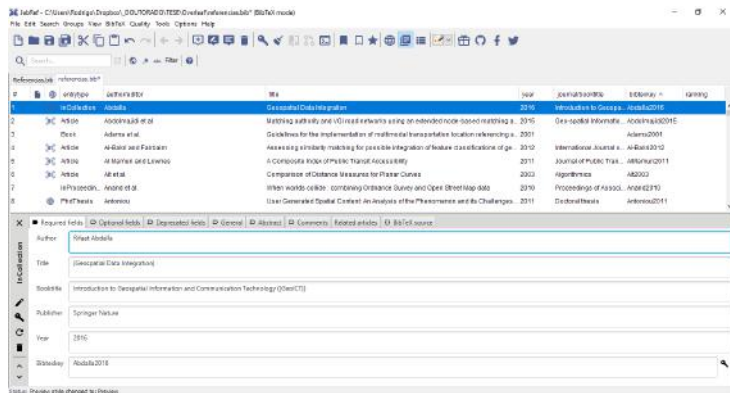 JabRef - C:\Users\Rodrigo\Dropbox\_DOUTORADO\TESE\Overleaf\referencias.bib* (BibTeX mode)
File Edit Search Groups View BibTeX Quality Tools Options Help
Search... Filter
Referencias.bib referencias.bib*
# entrytype author/editor title year journal/booktitle bibtexkey ranking
1 InCollection Abdalla Geospatial Data Integration 2016 Introduction to Geospa... Abdalla2016
2 Article Abdolmajidi et al. Matching authority and VGI road networks using an extended node-based matching a... 2015 Geo-spatial Informatio... Abdolmajidi2015
3 Book Adams et al. Guidelines for the implementation of multimodal transportation location referencing s... 2001 Adams2001
4 Article Al-Bakri and Fairbairn Assessing similarity matching for possible integration of feature classifications of ge... 2012 International Journal o... Al-Bakri2012
5 Article Al Mamun and Lownes A Composite Index of Public Transit Accessibility 2011 Journal of Public Tran... AlMamun2011
6 Article Alt et al. Comparison of Distance Measures for Planar Curves 2003 Algorithmica Alt2003
7 InProceedin... Anand et al. When worlds collide : combining Ordnance Survey and Open Street Map data 2010 Proceedings of Associ... Anand2010
8 PhdThesis Antoniou User Generated Spatial Content: An Analysis of the Phenomenon and its Challenges... 2011 Doctoral thesis Antoniou2011
Required fields Optional fields Deprecated fields General Abstract Comments Related articles BibTeX source
InCollection
Author Rifaat Abdalla
Title {Geospatial Data Integration}
Booktitle Introduction to Geospatial Information and Communication Technology ({GeoICT})
Publisher Springer Nature
Year 2016
Bibtexkey Abdalla2016
Status: Preview style changed to: Preview